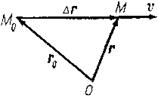 M₀ Δr M v
r₀ r
O